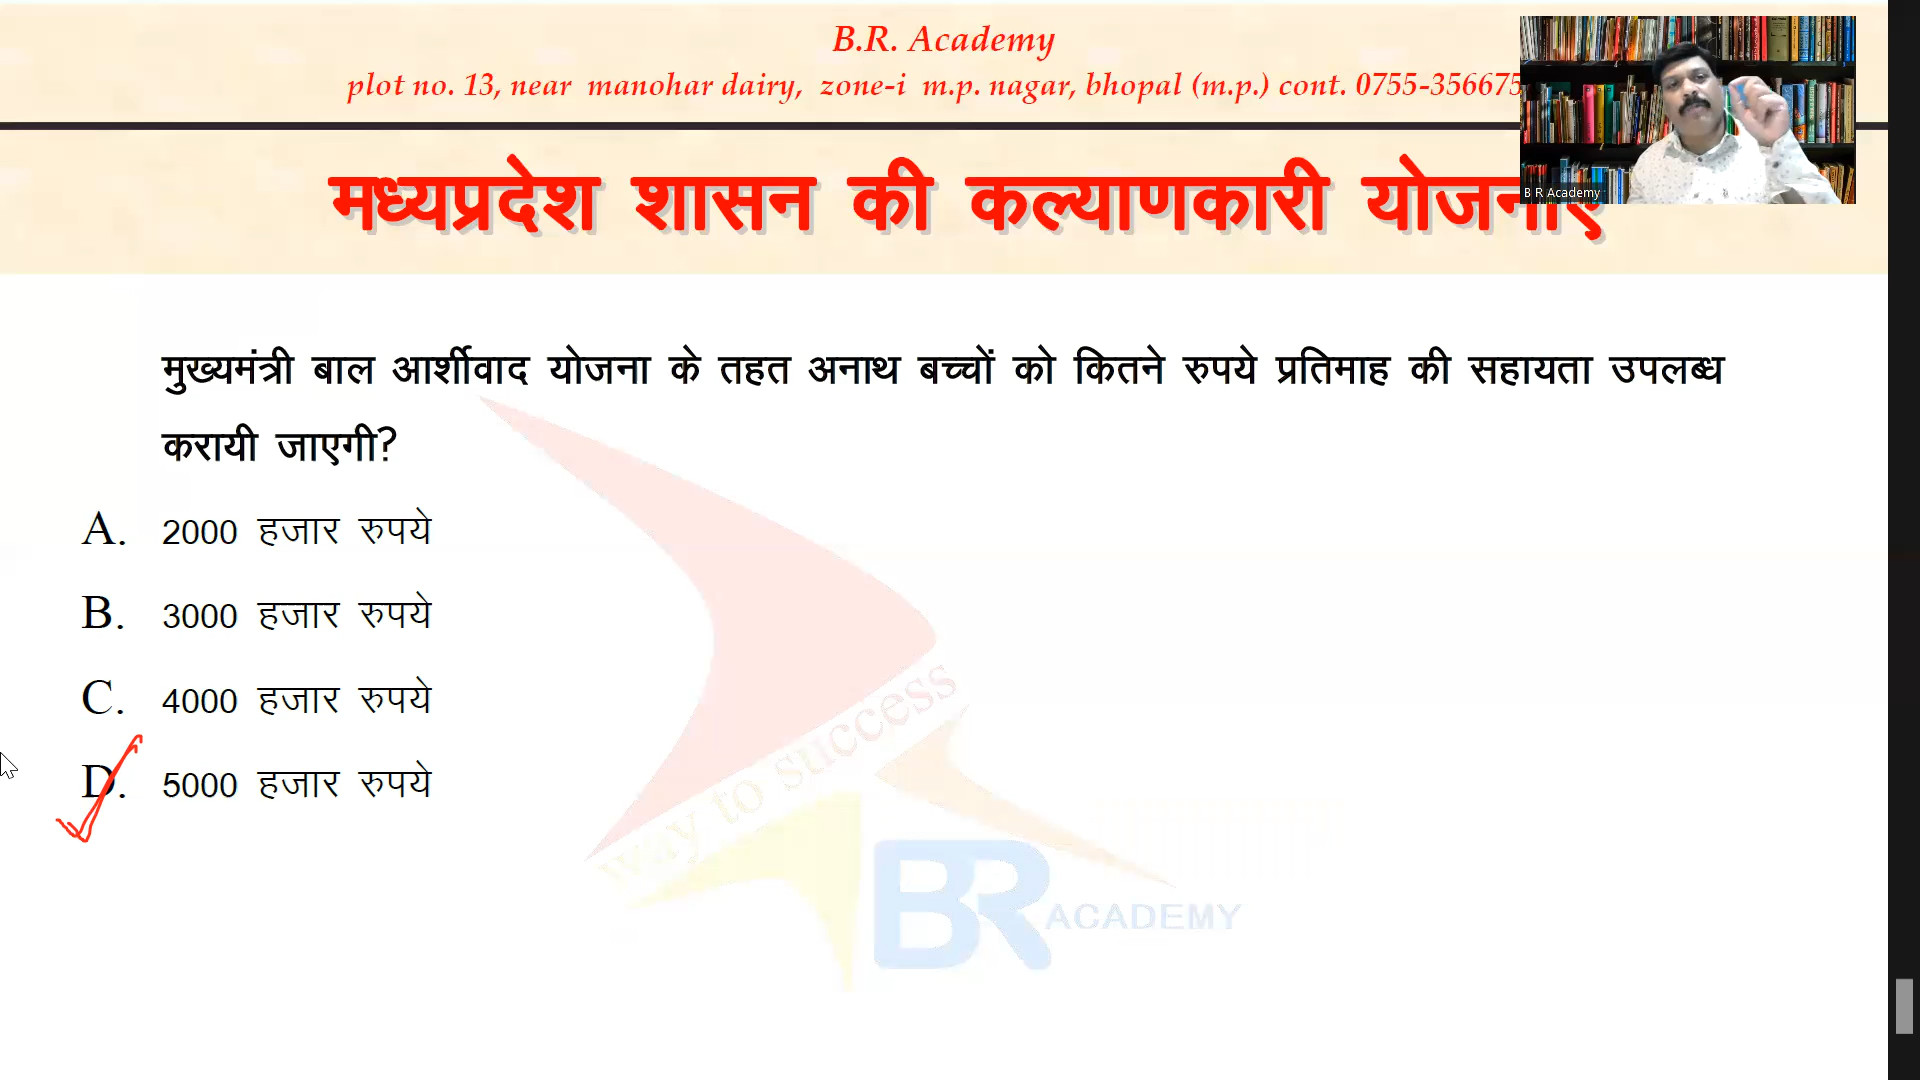 B.R. Academy
plot no. 13, near manohar dairy, zone-i m.p. nagar, bhopal (m.p.) cont. 0755-356675
B R Academy
मध्यप्रदेश शासन की कल्याणकारी योजनाएं
मुख्यमंत्री बाल आर्शीवाद योजना के तहत अनाथ बच्चों को कितने रुपये प्रतिमाह की सहायता उपलब्ध
करायी जाएगी?
A. 2000 हजार रुपये
B. 3000 हजार रुपये
C. 4000 हजार रुपये
D. 5000 हजार रुपये
way to success
BR ACADEMY